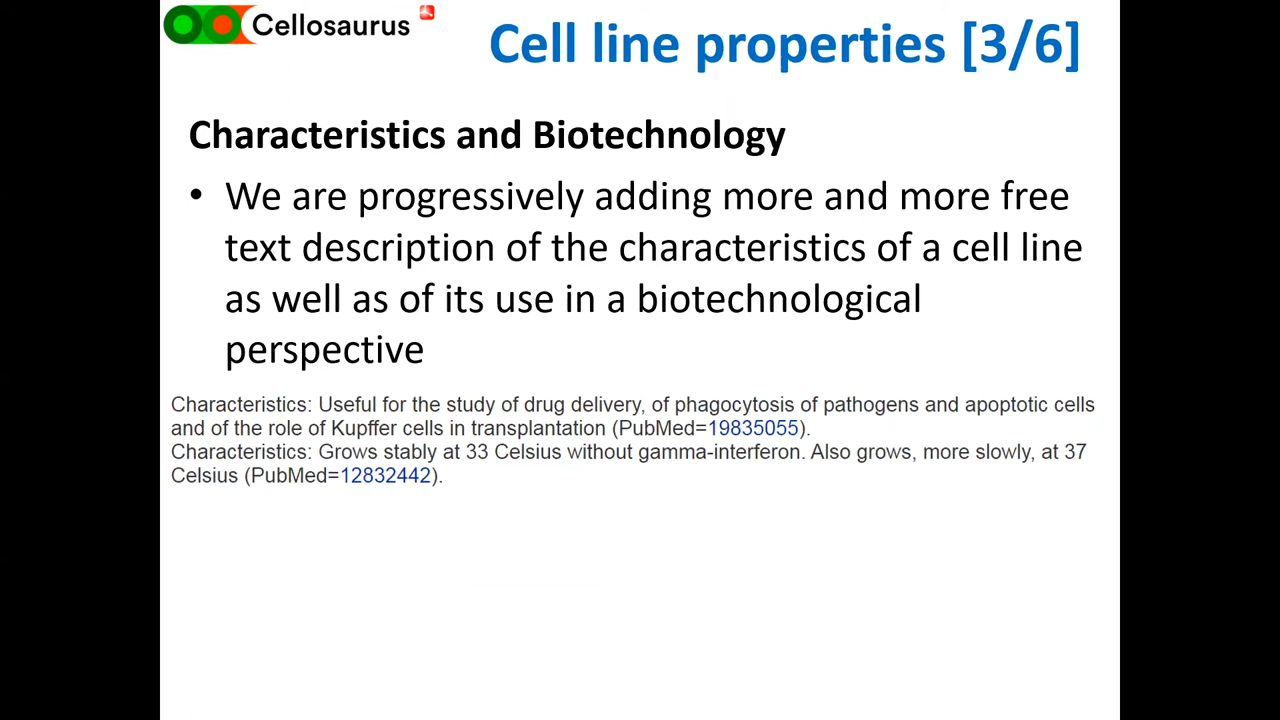 Cellosaurus
Cell line properties [3/6]
Characteristics and Biotechnology
• We are progressively adding more and more free
text description of the characteristics of a cell line
as well as of its use in a biotechnological
perspective
Characteristics: Useful for the study of drug delivery, of phagocytosis of pathogens and apoptotic cells
and of the role of Kupffer cells in transplantation (PubMed=19835055).
Characteristics: Grows stably at 33 Celsius without gamma-interferon. Also grows, more slowly, at 37
Celsius (PubMed=12832442).